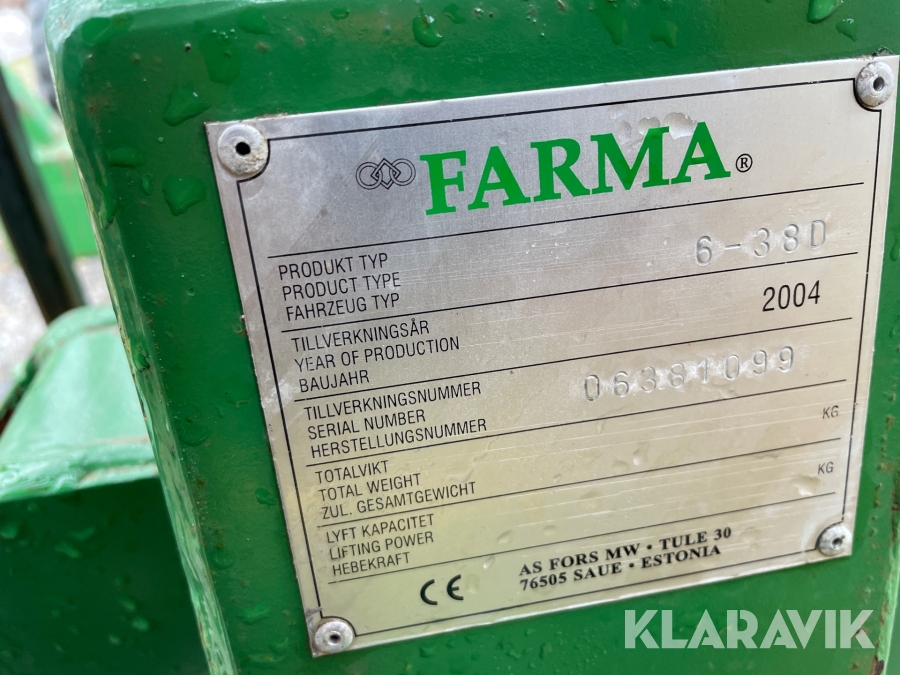 FARMA®
PRODUKT TYP
PRODUCT TYPE
FAHRZEUG TYP
6-38D
TILLVERKNINGSÅR
YEAR OF PRODUCTION
BAUJAHR
2004
TILLVERKNINGSNUMMER
SERIAL NUMBER
HERSTELLUNGSNUMMER
06381099
TOTALVIKT
TOTAL WEIGHT
ZUL. GESAMTGEWICHT
KG
LYFT KAPACITET
LIFTING POWER
HEBEKRAFT
KG
CE
AS FORS MW • TULE 30
76505 SAUE • ESTONIA
KLARAVIK